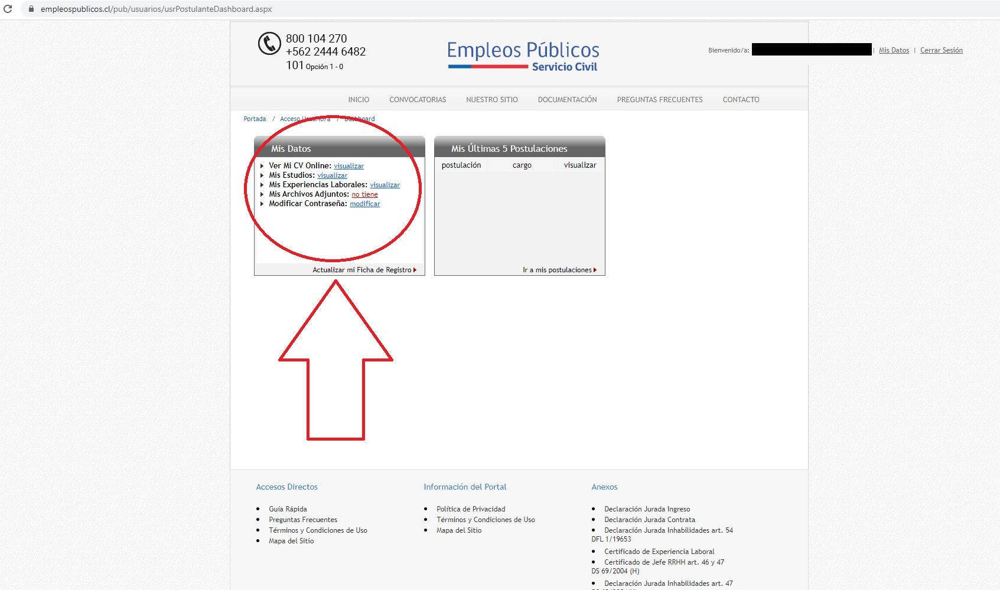 empleospublicos.cl/pub/usuarios/usrPostulanteDashboard.aspx
800 104 270
+562 2444 6482
101 Opción 1 - 0
Empleos Públicos
Servicio Civil
Bienvenido/a: | Mis Datos | Cerrar Sesión
INICIO CONVOCATORIAS NUESTRO SITIO DOCUMENTACIÓN PREGUNTAS FRECUENTES CONTACTO
Portada / Acceso Usuario/a / Dashboard
Mis Datos
Ver Mi CV Online: visualizar
Mis Estudios: visualizar
Mis Experiencias Laborales: visualizar
Mis Archivos Adjuntos: no tiene
Modificar Contraseña: modificar
Actualizar mi Ficha de Registro
Mis Últimas 5 Postulaciones
postulación cargo visualizar
Ir a mis postulaciones
Accesos Directos
Guía Rápida
Preguntas Frecuentes
Términos y Condiciones de Uso
Mapa del Sitio
Información del Portal
Política de Privacidad
Términos y Condiciones de Uso
Mapa del Sitio
Anexos
Declaración Jurada Ingreso
Declaración Jurada Contrata
Declaración Jurada Inhabilidades art. 54
DFL 1/19653
Certificado de Experiencia Laboral
Certificado de Jefe RRHH art. 46 y 47
DS 69/2004 (H)
Declaración Jurada Inhabilidades art. 47